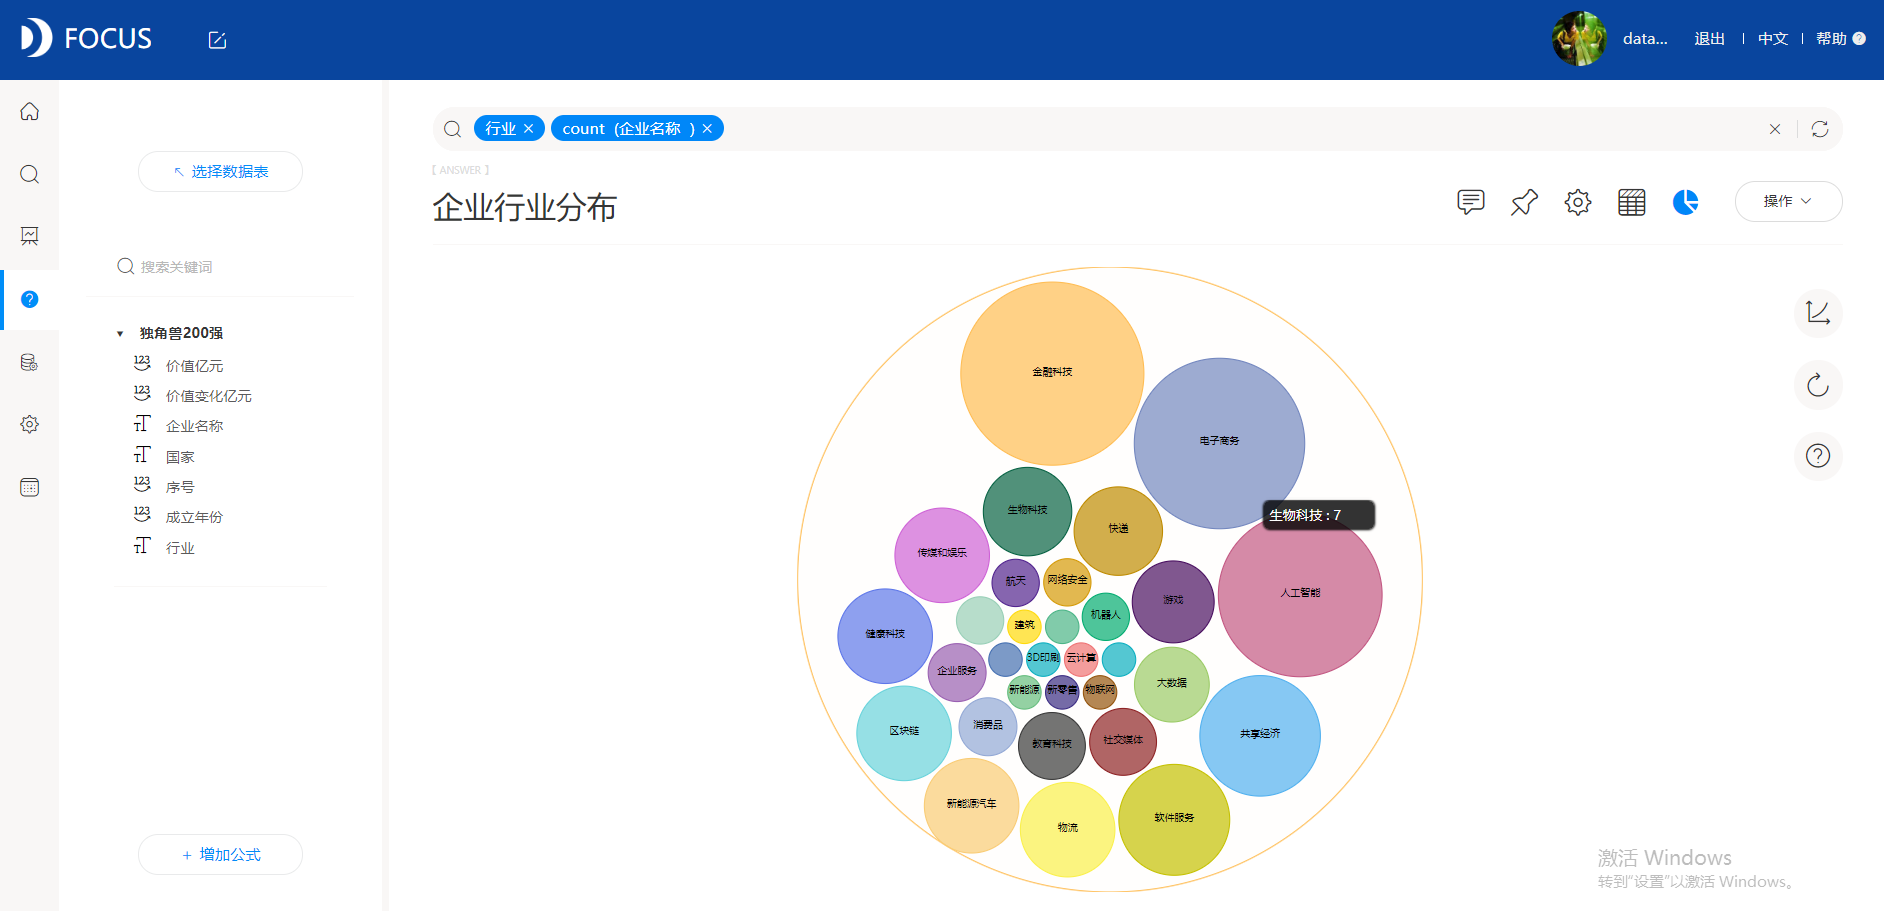 FOCUS
data...
退出
中文
帮助
选择数据表
搜索关键词
独角兽200强
123 价值亿元
123 价值变化亿元
企业名称
国家
123 序号
123 成立年份
行业
+ 增加公式
行业 ×
count (企业名称 ) ×
【 ANSWER 】
企业行业分布
操作
金融科技
电子商务
生物科技
快递
生物科技 : 7
传媒和娱乐
航天
网络安全
人工智能
游戏
机器人
建筑
健康科技
3D印刷
云计算
企业服务
大数据
新能源
新零售
物联网
消费品
区块链
共享经济
教育科技
社交媒体
新能源汽车
软件服务
物流
激活 Windows
转到“设置”以激活 Windows。